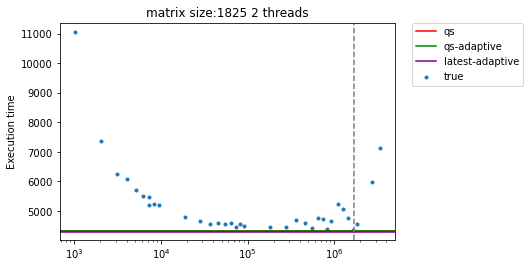 matrix size:1825 2 threads
11000
10000
9000
8000
7000
6000
5000
Execution time
10³
10⁴
10⁵
10⁶
qs
qs-adaptive
latest-adaptive
true